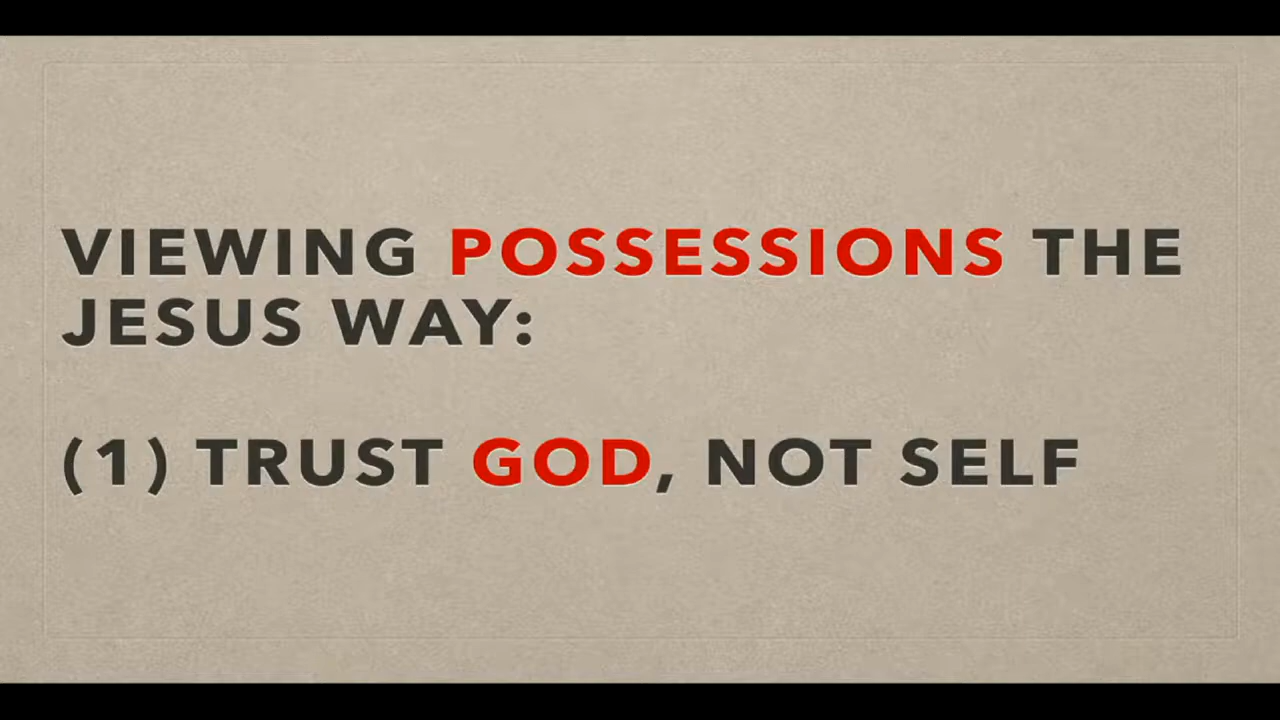 VIEWING POSSESSIONS THE
JESUS WAY:
(1) TRUST GOD, NOT SELF